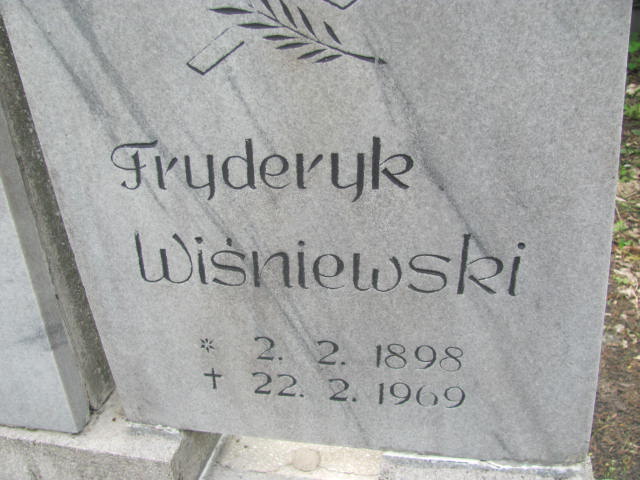 Fryderyk
Wiśniewski
* 2. 2. 1898
† 22. 2. 1969